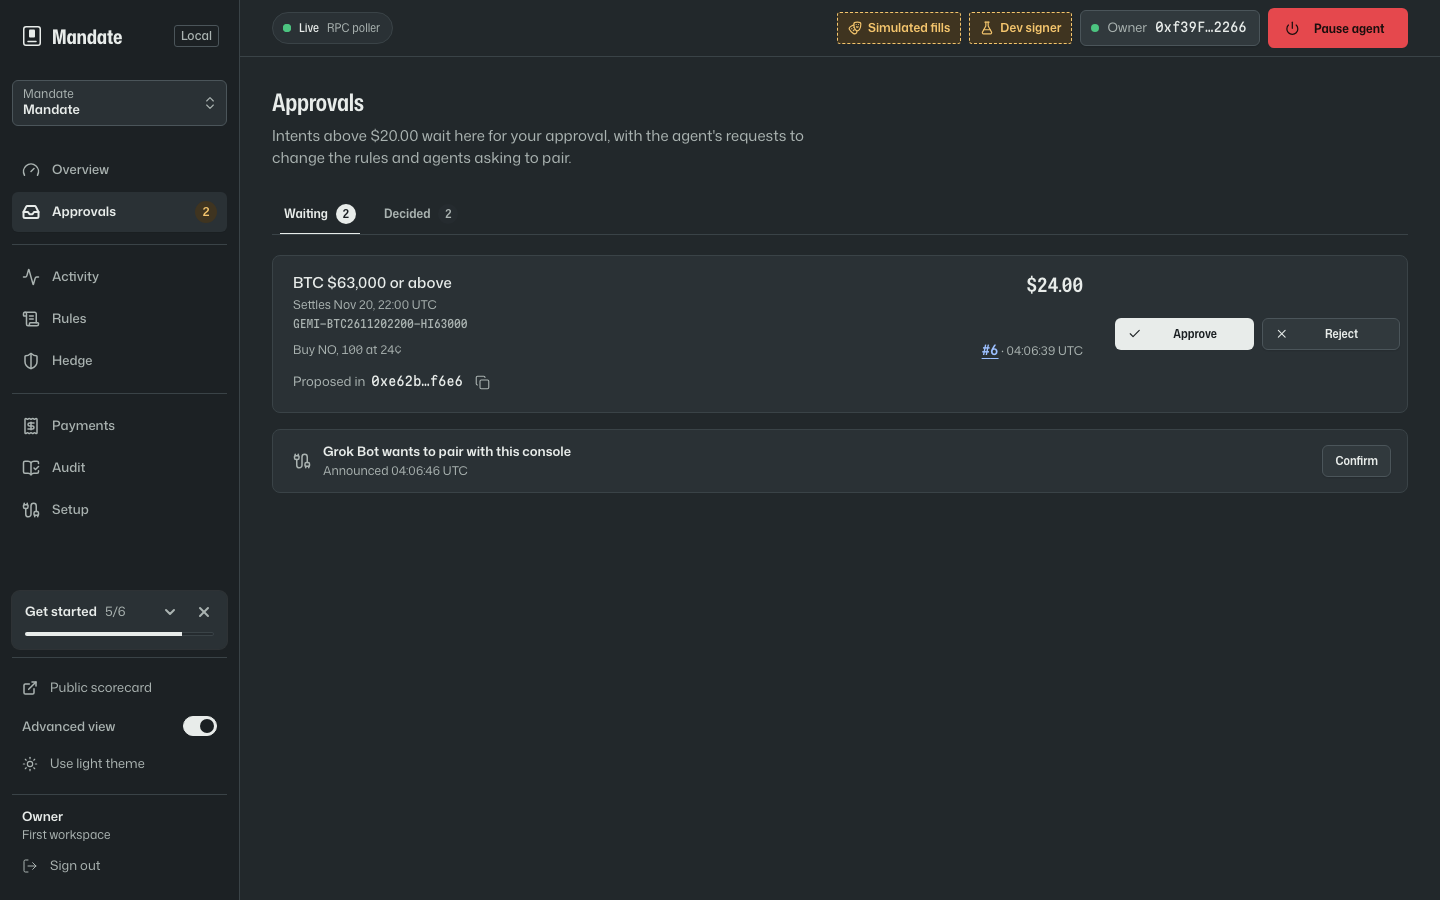 Mandate
Local
Mandate
Mandate
Overview
Approvals
2
Activity
Rules
Hedge
Payments
Audit
Setup
Get started 5/6
Public scorecard
Advanced view
Use light theme
Owner
First workspace
Sign out
Live RPC poller
Simulated fills
Dev signer
Owner 0xf39F…2266
Pause agent
Approvals
Intents above $20.00 wait here for your approval, with the agent's requests to
change the rules and agents asking to pair.
Waiting 2
Decided 2
BTC $63,000 or above
$24.00
Settles Nov 20, 22:00 UTC
GEMI-BTC2611202200-HI63000
Buy NO, 100 at 24¢
#6 · 04:06:39 UTC
Approve
Reject
Proposed in 0xe62b…f6e6
Grok Bot wants to pair with this console
Announced 04:06:46 UTC
Confirm